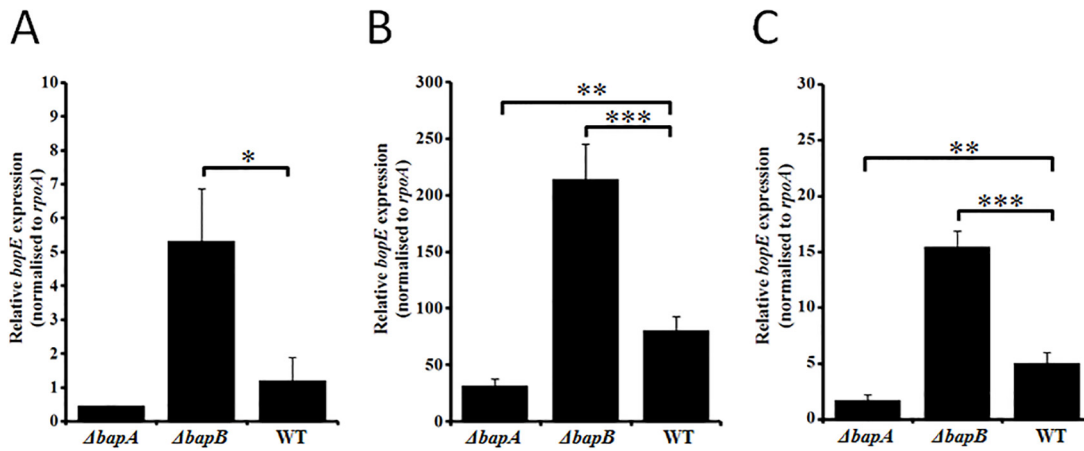 A
Relative bopE expression
(normalised to rpoA)
10
9
8
7
6
5
4
3
2
1
0
*
ΔbapA ΔbapB WT
B
Relative bopE expression
(normalised to rpoA)
300
250
200
150
100
50
0
**
***
ΔbapA ΔbapB WT
C
Relative bopE expression
(normalised to rpoA)
30
25
20
15
10
5
0
**
***
ΔbapA ΔbapB WT